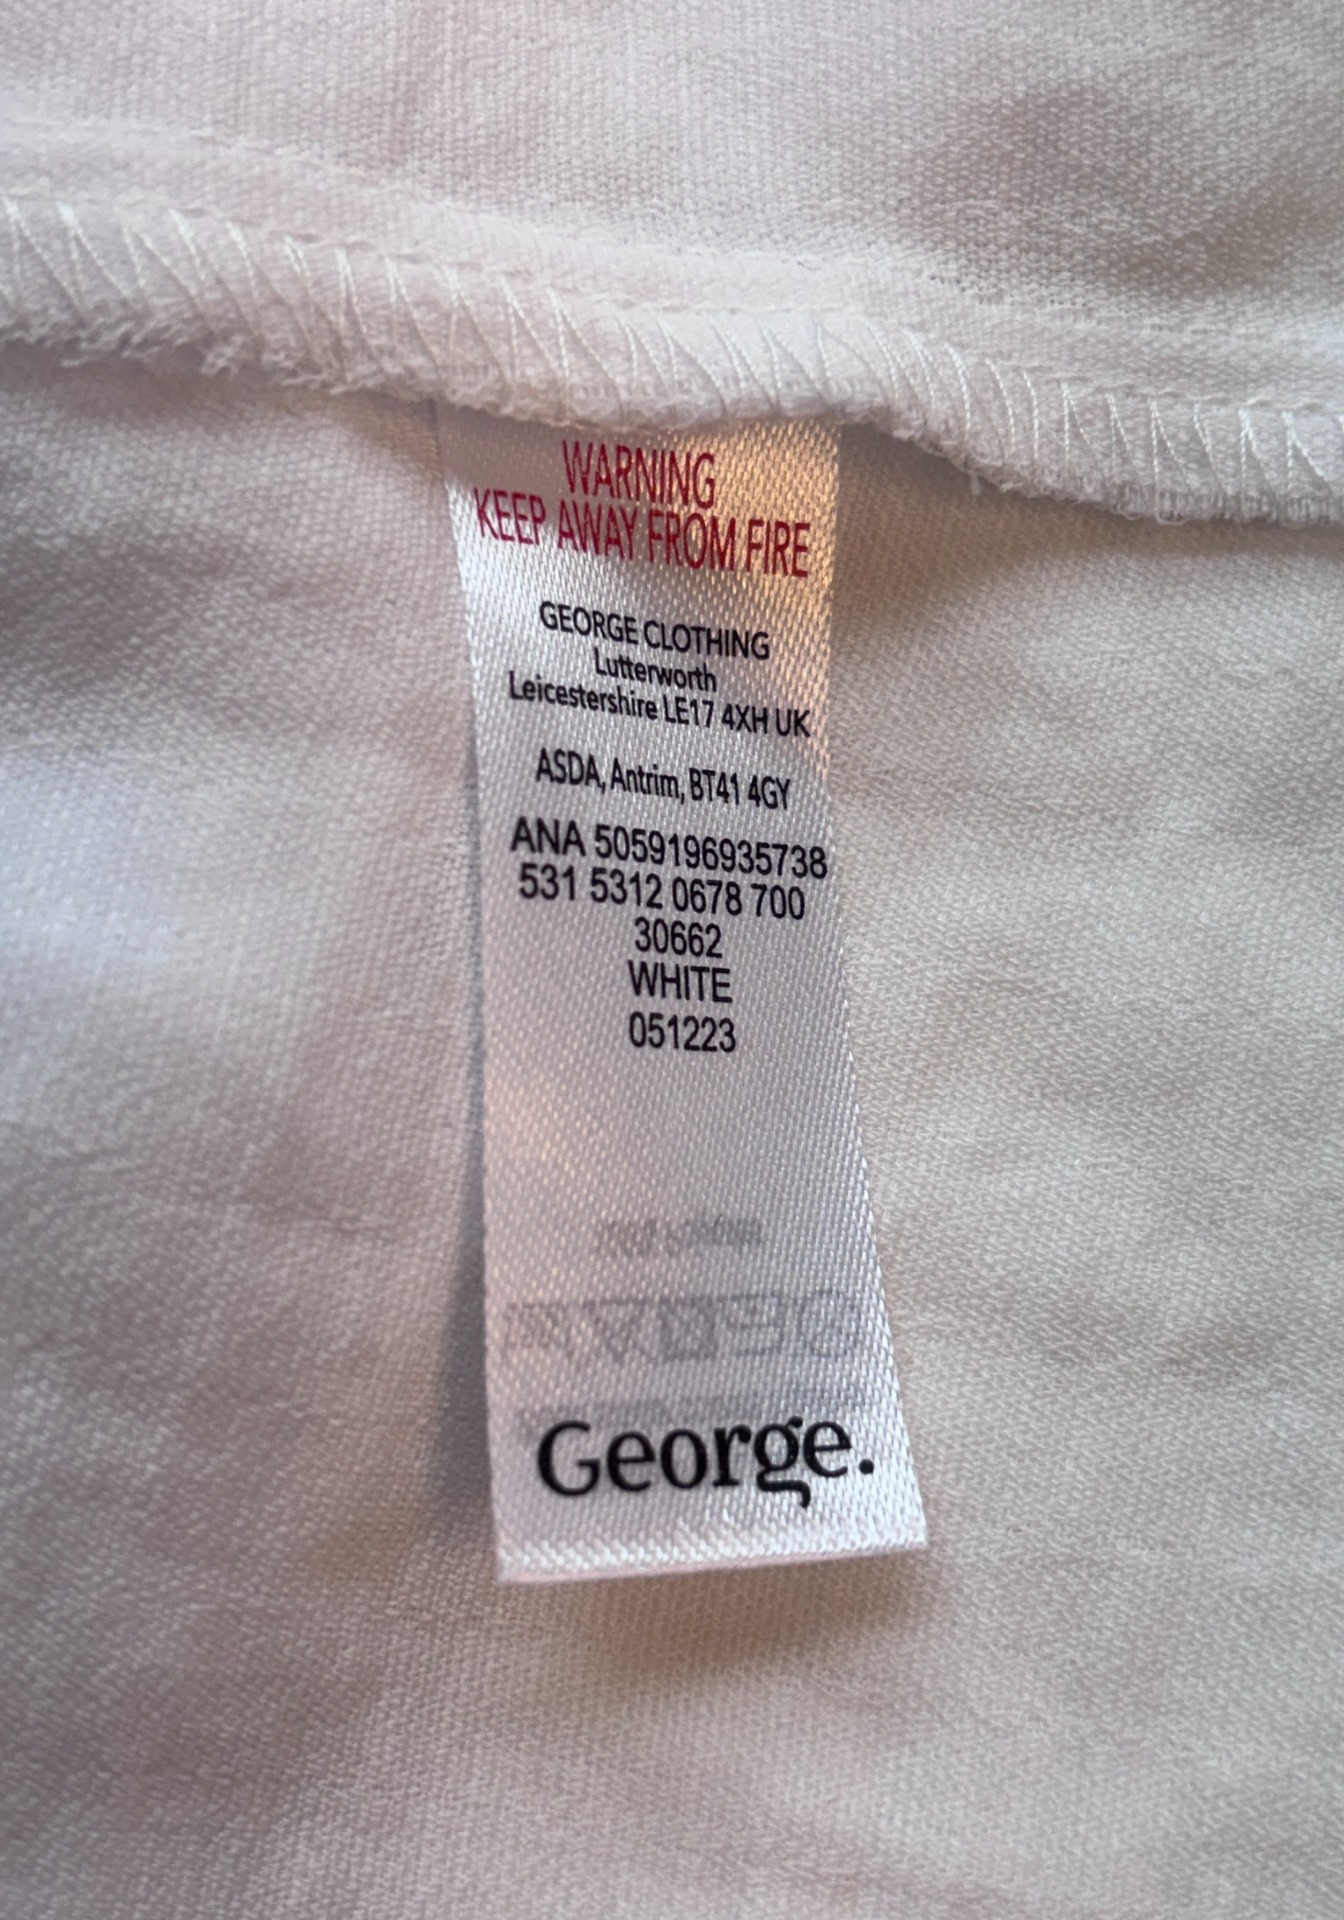 WARNING
KEEP AWAY FROM FIRE
GEORGE CLOTHING
Lutterworth
Leicestershire LE17 4XH UK
ASDA, Antrim, BT41 4GY
ANA 5059196935738
531 5312 0678 700
30662
WHITE
051223
George.